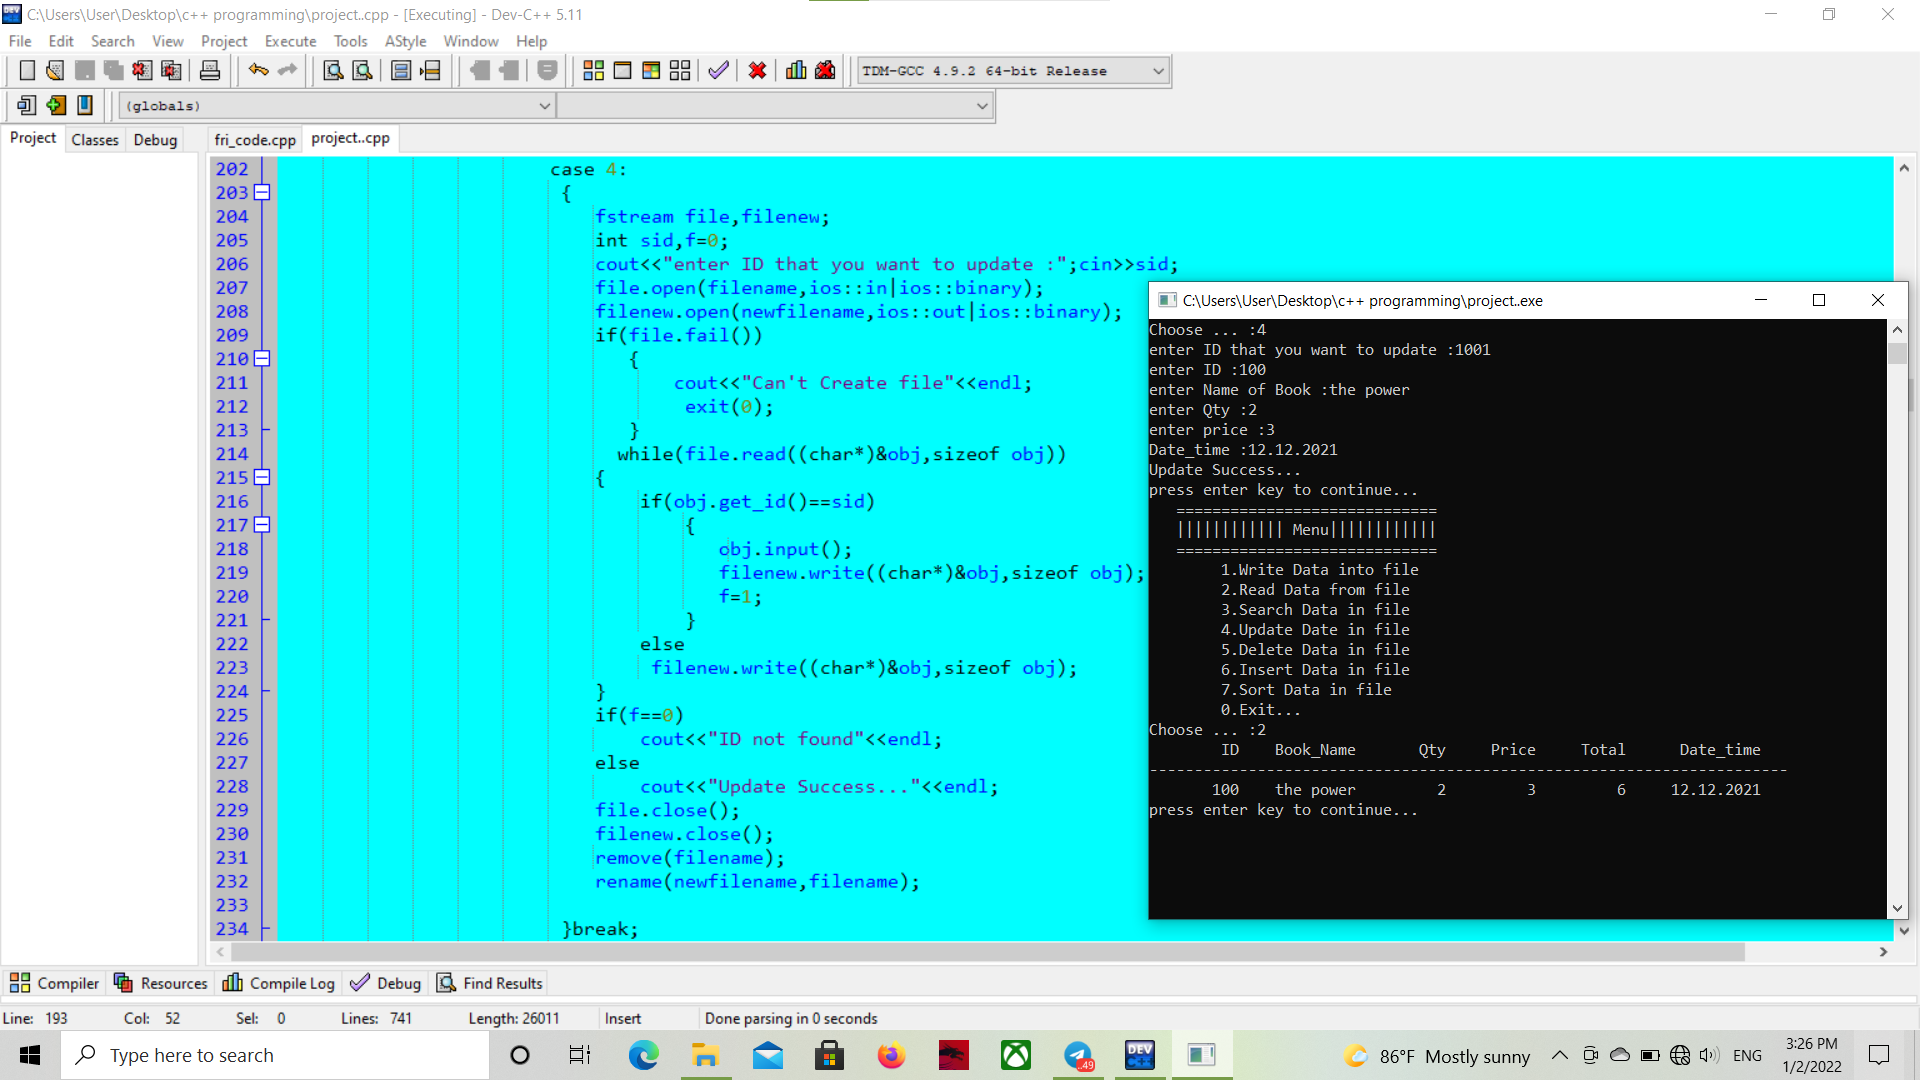 C:\Users\User\Desktop\c++ programming\project..cpp - [Executing] - Dev-C++ 5.11
File Edit Search View Project Execute Tools AStyle Window Help
TDM-GCC 4.9.2 64-bit Release
(globals)
Project Classes Debug fri_code.cpp project..cpp
202 case 4:
203 {
204 fstream file,filenew;
205 int sid,f=0;
206 cout<<"enter ID that you want to update :";cin>>sid;
207 file.open(filename,ios::in|ios::binary);
208 filenew.open(newfilename,ios::out|ios::binary);
209 if(file.fail())
210 {
211 cout<<"Can't Create file"<<endl;
212 exit(0);
213 }
214 while(file.read((char*)&obj,sizeof obj))
215 {
216 if(obj.get_id()==sid)
217 {
218 obj.input();
219 filenew.write((char*)&obj,sizeof obj);
220 f=1;
221 }
222 else
223 filenew.write((char*)&obj,sizeof obj);
224 }
225 if(f==0)
226 cout<<"ID not found"<<endl;
227 else
228 cout<<"Update Success..."<<endl;
229 file.close();
230 filenew.close();
231 remove(filename);
232 rename(newfilename,filename);
233
234 }break;
C:\Users\User\Desktop\c++ programming\project..exe
Choose ... :4
enter ID that you want to update :1001
enter ID :100
enter Name of Book :the power
enter Qty :2
enter price :3
Date_time :12.12.2021
Update Success...
press enter key to continue...
=============================
|||||||||||| Menu||||||||||||
=============================
1.Write Data into file
2.Read Data from file
3.Search Data in file
4.Update Date in file
5.Delete Data in file
6.Insert Data in file
7.Sort Data in file
0.Exit...
Choose ... :2
ID Book_Name Qty Price Total Date_time
-----------------------------------------------------------------------
100 the power 2 3 6 12.12.2021
press enter key to continue...
Compiler Resources Compile Log Debug Find Results
Line: 193 Col: 52 Sel: 0 Lines: 741 Length: 26011 Insert Done parsing in 0 seconds
Type here to search
..49
DEV C++
86°F Mostly sunny
ENG
3:26 PM
1/2/2022